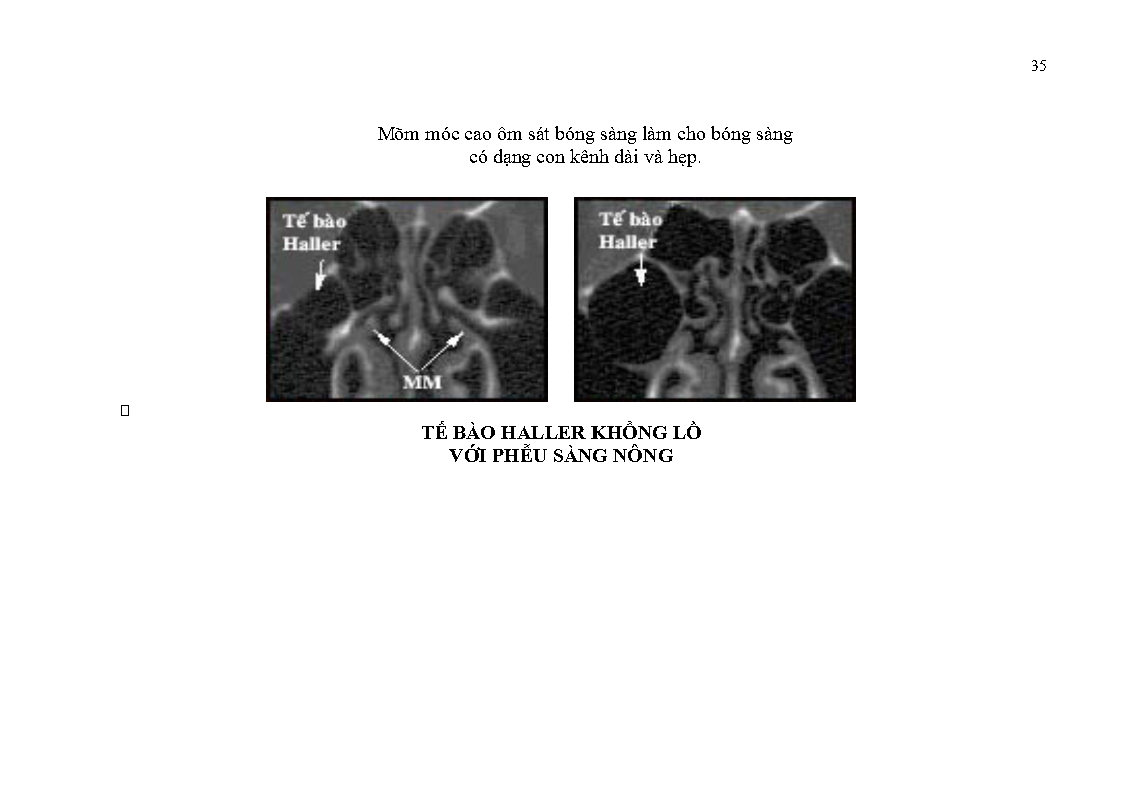 35
Mõm móc cao ôm sát bóng sàng làm cho bóng sàng
có dạng con kênh dài và hẹp.
Tế bào
Haller
MM
Tế bào
Haller
TẾ BÀO HALLER KHỔNG LỒ
VỚI PHỄU SÀNG NÔNG